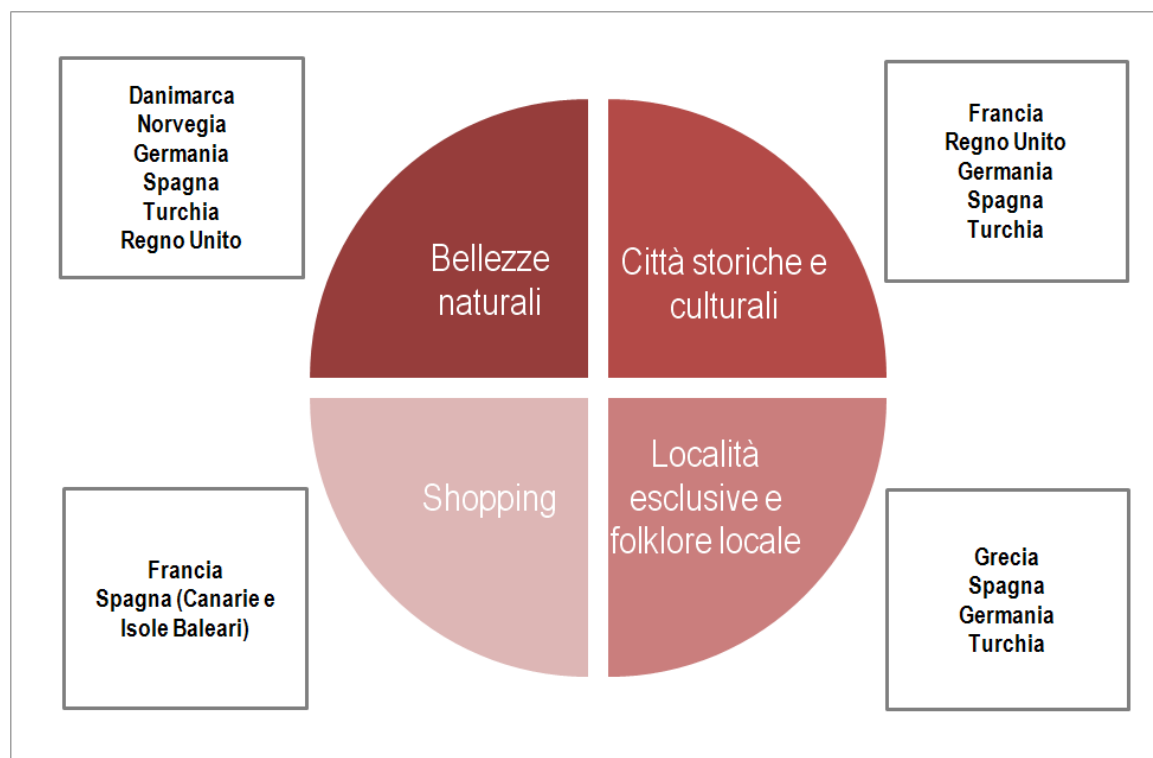 Danimarca
Norvegia
Germania
Spagna
Turchia
Regno Unito
Francia
Regno Unito
Germania
Spagna
Turchia
Bellezze
naturali
Città storiche e
culturali
Shopping
Località
esclusive e
folklore locale
Francia
Spagna (Canarie e
Isole Baleari)
Grecia
Spagna
Germania
Turchia